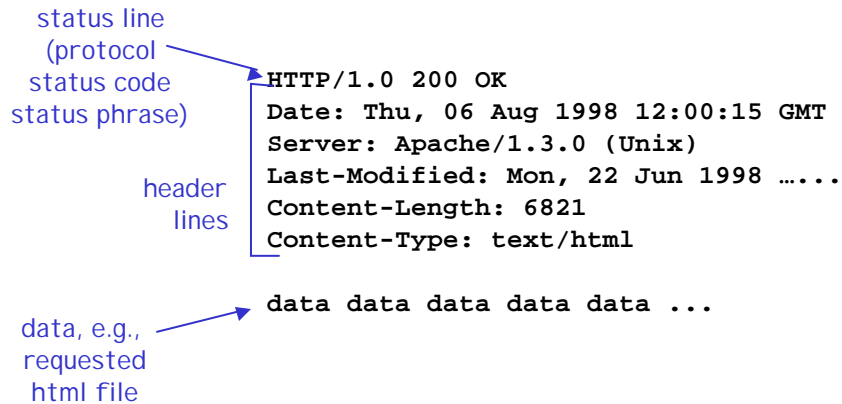 status line
(protocol
status code
status phrase)
HTTP/1.0 200 OK
Date: Thu, 06 Aug 1998 12:00:15 GMT
Server: Apache/1.3.0 (Unix)
Last-Modified: Mon, 22 Jun 1998 …...
Content-Length: 6821
Content-Type: text/html
header
lines
data data data data data ...
data, e.g.,
requested
html file